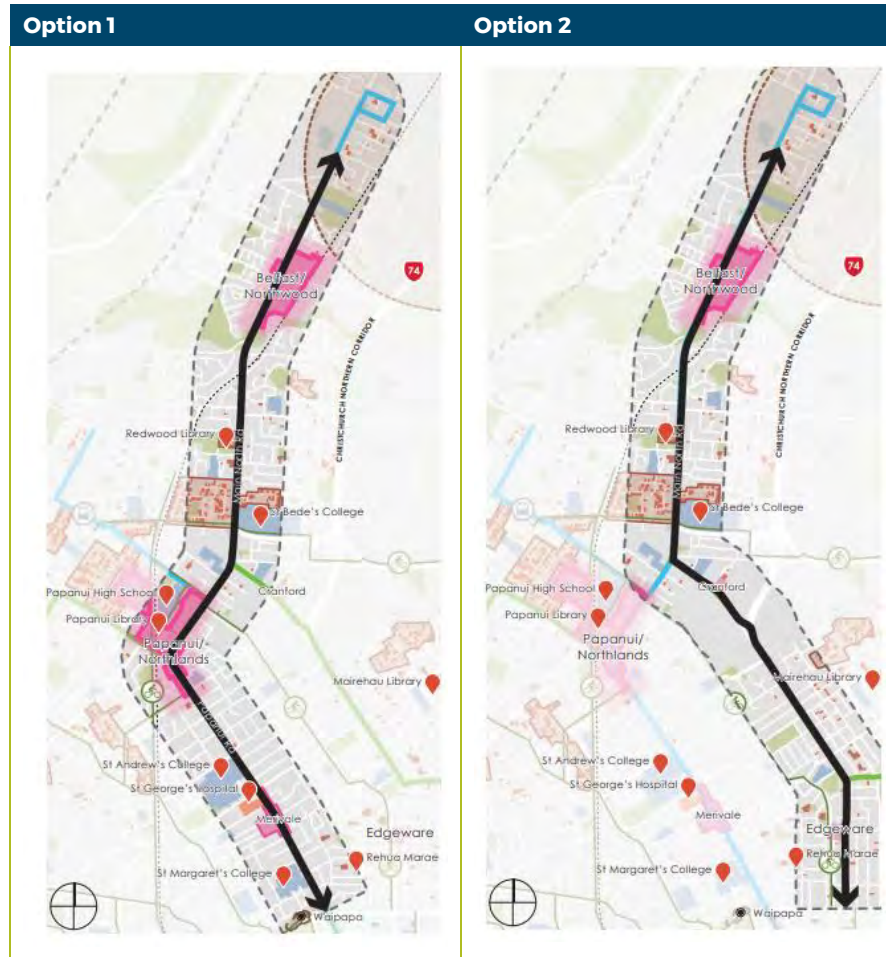 Option 1
Option 2
74
Belfast/
Northwood
CHRISTCHURCH NORTHERN CORRIDOR
Redwood Library
Main North Rd
St Bede's College
Papanui High School
Cranford
Papanui Library
Papanui/
Northlands
Mairehau Library
Papanui Rd
St Andrew's College
St George's Hospital
Merivale
Edgeware
Rehua Marae
St Margaret's College
Waipapa
74
Belfast/
Northwood
CHRISTCHURCH NORTHERN CORRIDOR
Redwood Library
Main North Rd
St Bede's College
Papanui High School
Cranford
Papanui Library
Papanui/
Northlands
Mairehau Library
St Andrew's College
St George's Hospital
Merivale
Edgeware
Rehua Marae
St Margaret's College
Waipapa